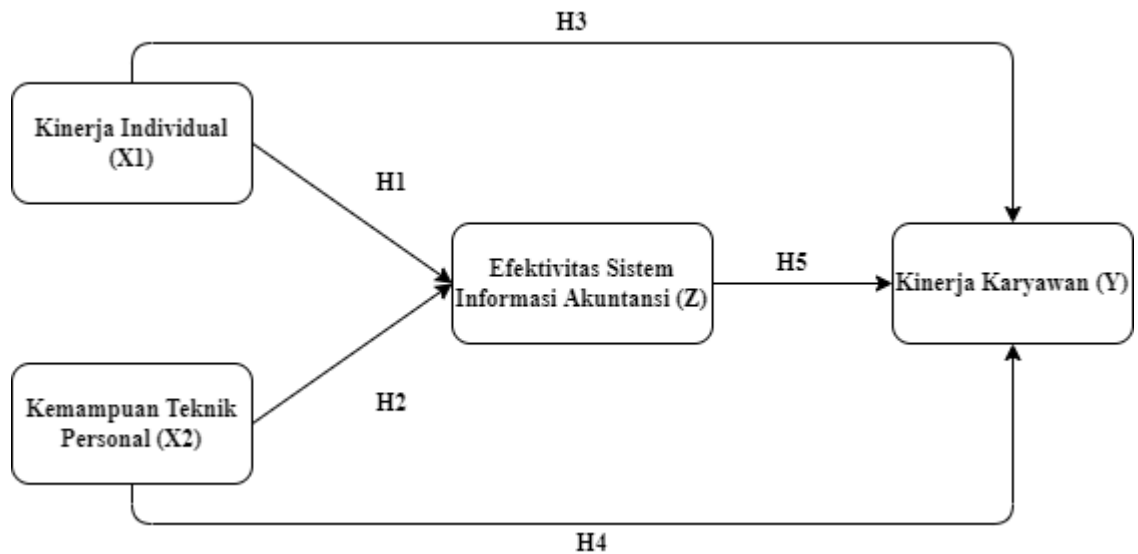 H3
Kinerja Individual
(X1)
H1
Efektivitas Sistem
Informasi Akuntansi (Z)
H5
Kinerja Karyawan (Y)
Kemampuan Teknik
Personal (X2)
H2
H4